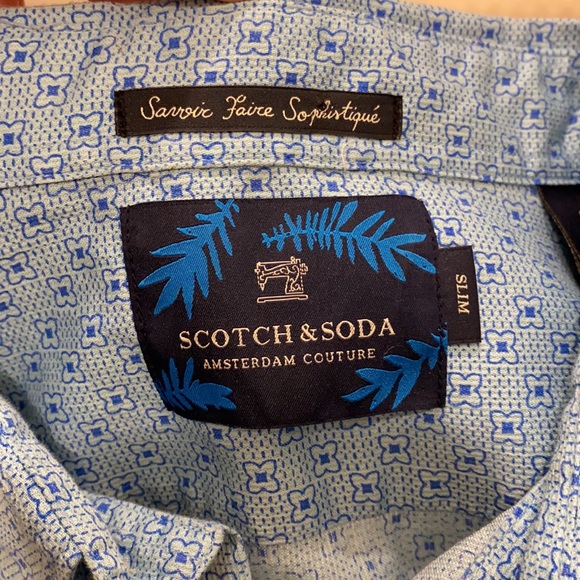 Savoir Faire Sophistiqué
SCOTCH & SODA
AMSTERDAM COUTURE
SLIM